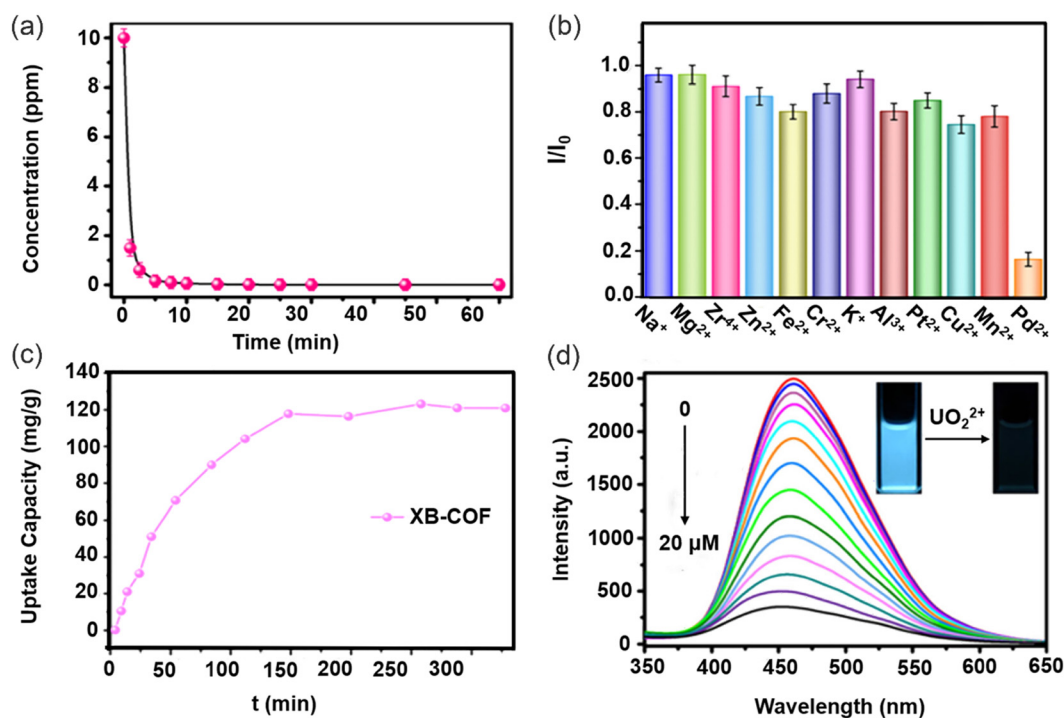 (a)
10
8
6
4
2
0
Concentration (ppm)
0 10 20 30 40 50 60
Time (min)
(b)
1.0
0.8
0.6
0.4
0.2
0.0
I/I₀
Na⁺ Mg²⁺ Zr⁴⁺ Zn²⁺ Fe²⁺ Cr²⁺ K⁺ Al³⁺ Pt²⁺ Cu²⁺ Mn²⁺ Pd²⁺
(c)
140
120
100
80
60
40
20
0
Uptake Capacity (mg/g)
XB-COF
0 50 100 150 200 250 300
t (min)
(d)
2500
2000
1500
1000
500
0
Intensity (a.u.)
0
20 μM
UO₂²⁺
350 400 450 500 550 600 650
Wavelength (nm)